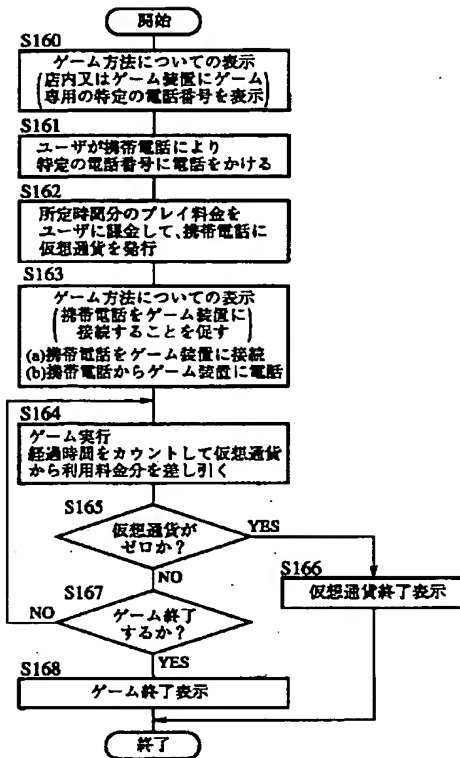 開始
S160
ゲーム方法についての表示
(店内又はゲーム装置にゲーム
専用の特定の電話番号を表示)
S161
ユーザが携帯電話により
特定の電話番号に電話をかける
S162
所定時間分のプレイ料金を
ユーザに課金して、携帯電話に
仮想通貨を発行
S163
ゲーム方法についての表示
(携帯電話をゲーム装置に
接続することを促す)
(a)携帯電話をゲーム装置に接続
(b)携帯電話からゲーム装置に電話
S164
ゲーム実行
経過時間をカウントして仮想通貨
から利用料金分を差し引く
S165
仮想通貨が
ゼロか?
YES
NO
S166
仮想通貨終了表示
S167
ゲーム終了
するか?
NO
YES
S168
ゲーム終了表示
終了